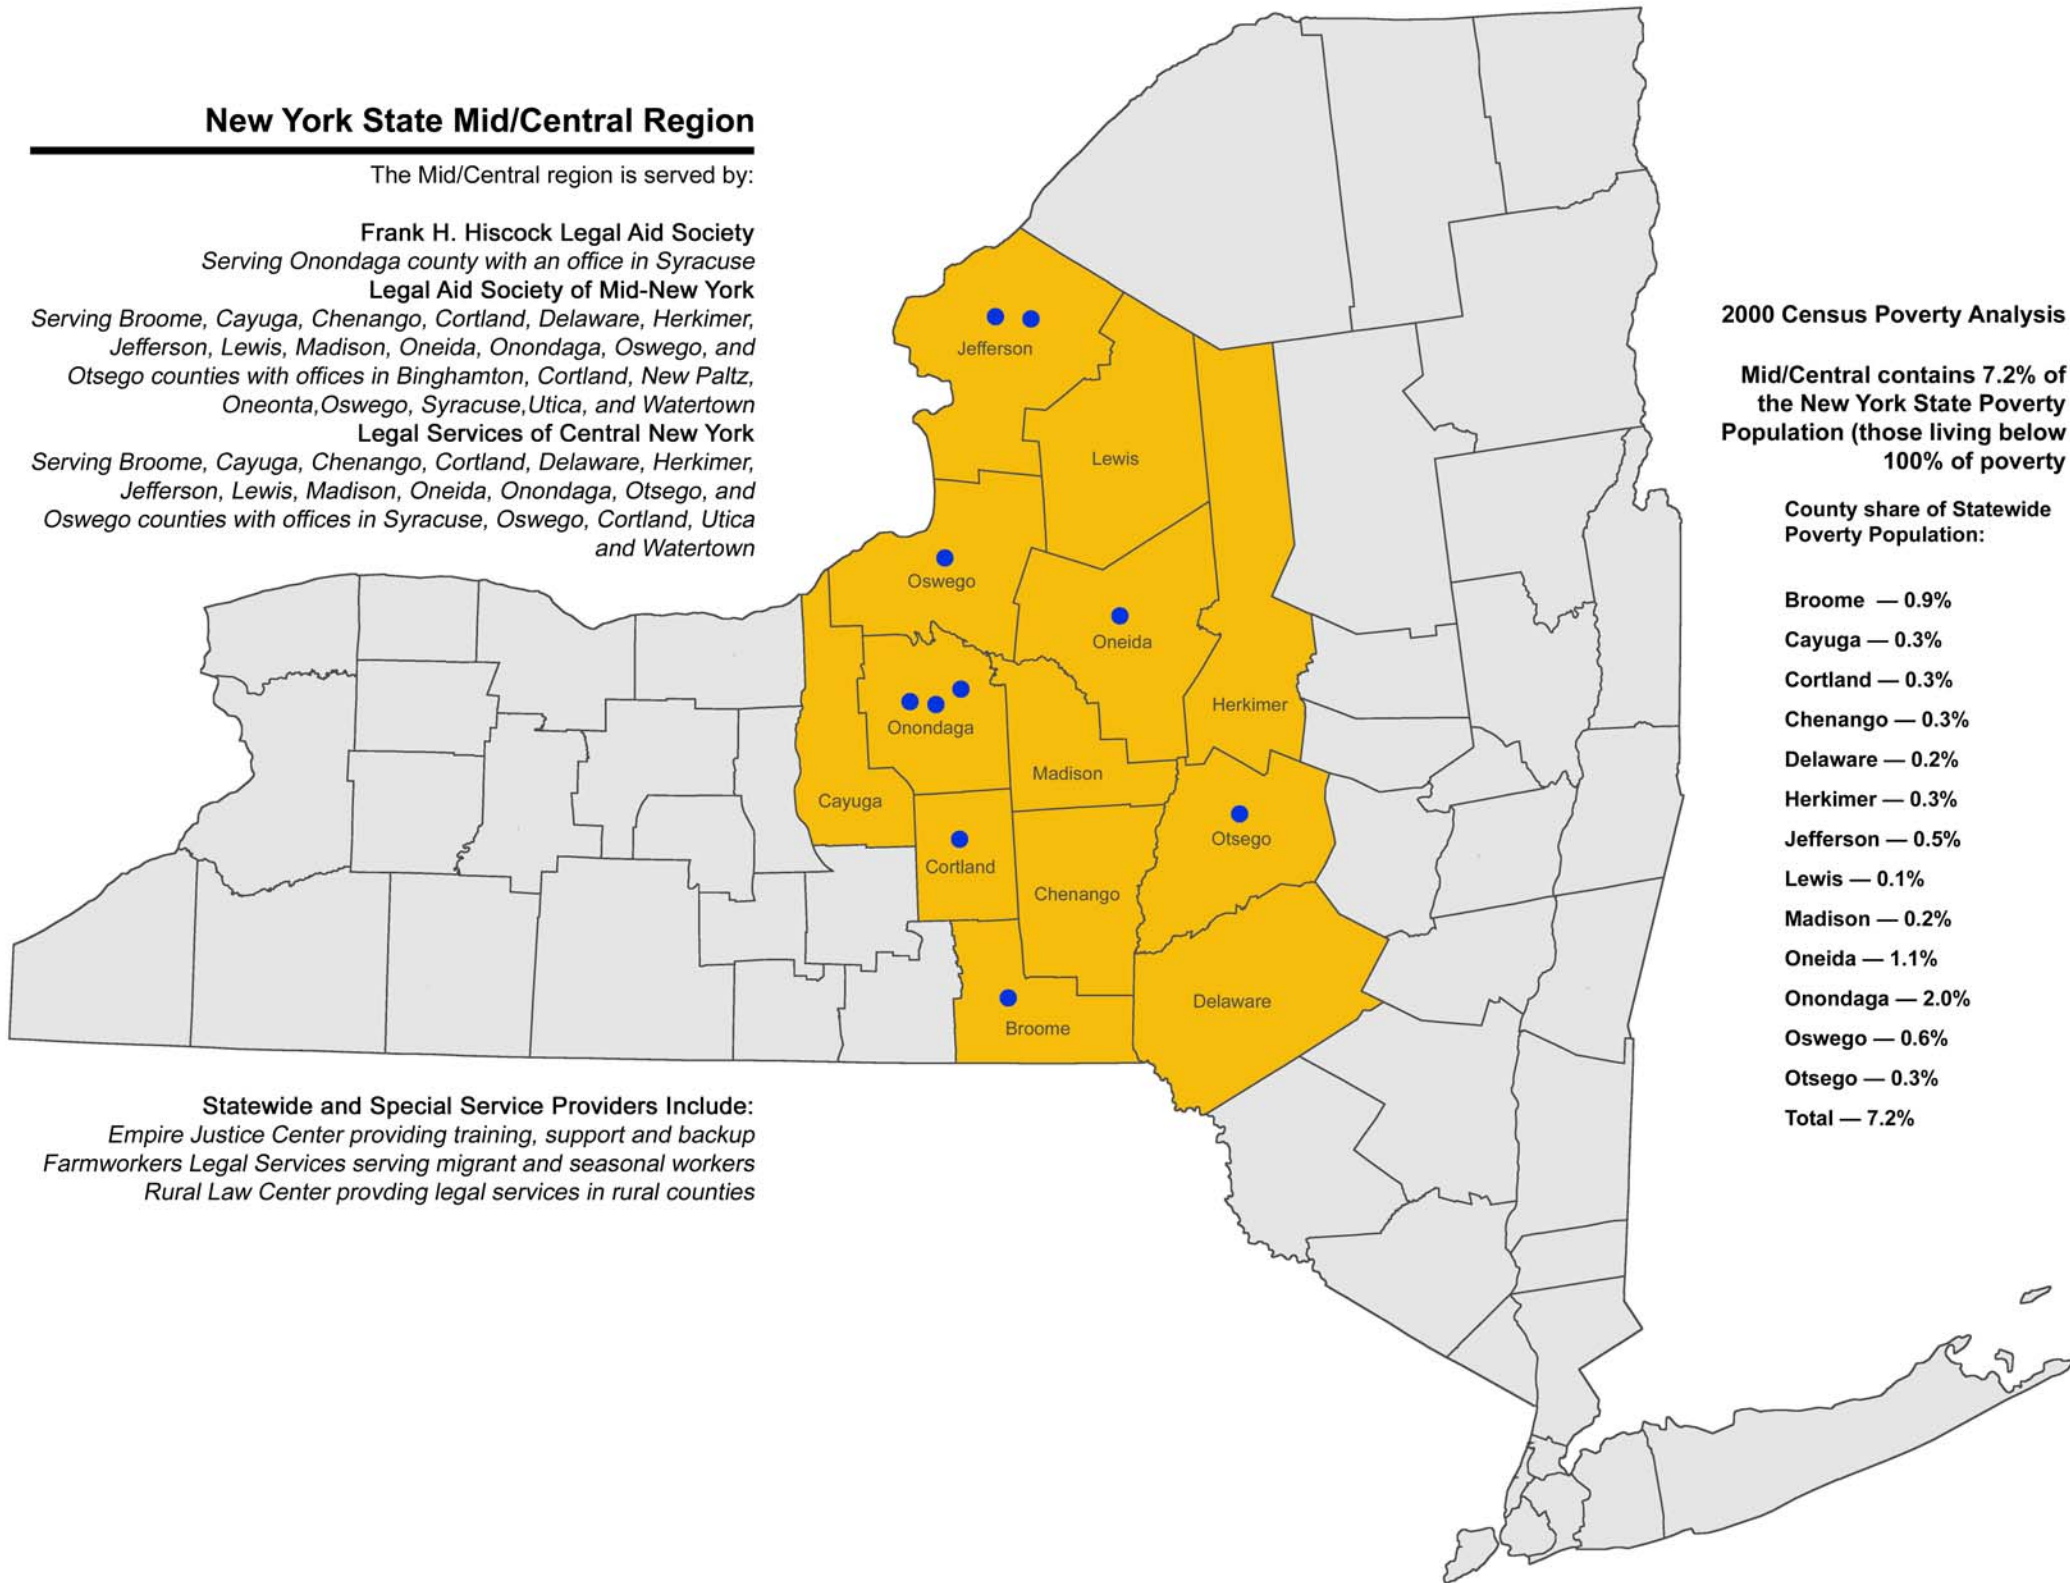 New York State Mid/Central Region
The Mid/Central region is served by:
Frank H. Hiscock Legal Aid Society
Serving Onondaga county with an office in Syracuse
Legal Aid Society of Mid-New York
Serving Broome, Cayuga, Chenango, Cortland, Delaware, Herkimer,
Jefferson, Lewis, Madison, Oneida, Onondaga, Oswego, and
Otsego counties with offices in Binghamton, Cortland, New Paltz,
Oneonta,Oswego, Syracuse,Utica, and Watertown
Legal Services of Central New York
Serving Broome, Cayuga, Chenango, Cortland, Delaware, Herkimer,
Jefferson, Lewis, Madison, Oneida, Onondaga, Otsego, and
Oswego counties with offices in Syracuse, Oswego, Cortland, Utica
and Watertown
Jefferson
Lewis
Oswego
Oneida
Herkimer
Onondaga
Madison
Cayuga
Otsego
Cortland
Chenango
Delaware
Broome
2000 Census Poverty Analysis
Mid/Central contains 7.2% of
the New York State Poverty
Population (those living below
100% of poverty
County share of Statewide
Poverty Population:
Broome — 0.9%
Cayuga — 0.3%
Cortland — 0.3%
Chenango — 0.3%
Delaware — 0.2%
Herkimer — 0.3%
Jefferson — 0.5%
Lewis — 0.1%
Madison — 0.2%
Oneida — 1.1%
Onondaga — 2.0%
Oswego — 0.6%
Otsego — 0.3%
Total — 7.2%
Statewide and Special Service Providers Include:
Empire Justice Center providing training, support and backup
Farmworkers Legal Services serving migrant and seasonal workers
Rural Law Center provding legal services in rural counties